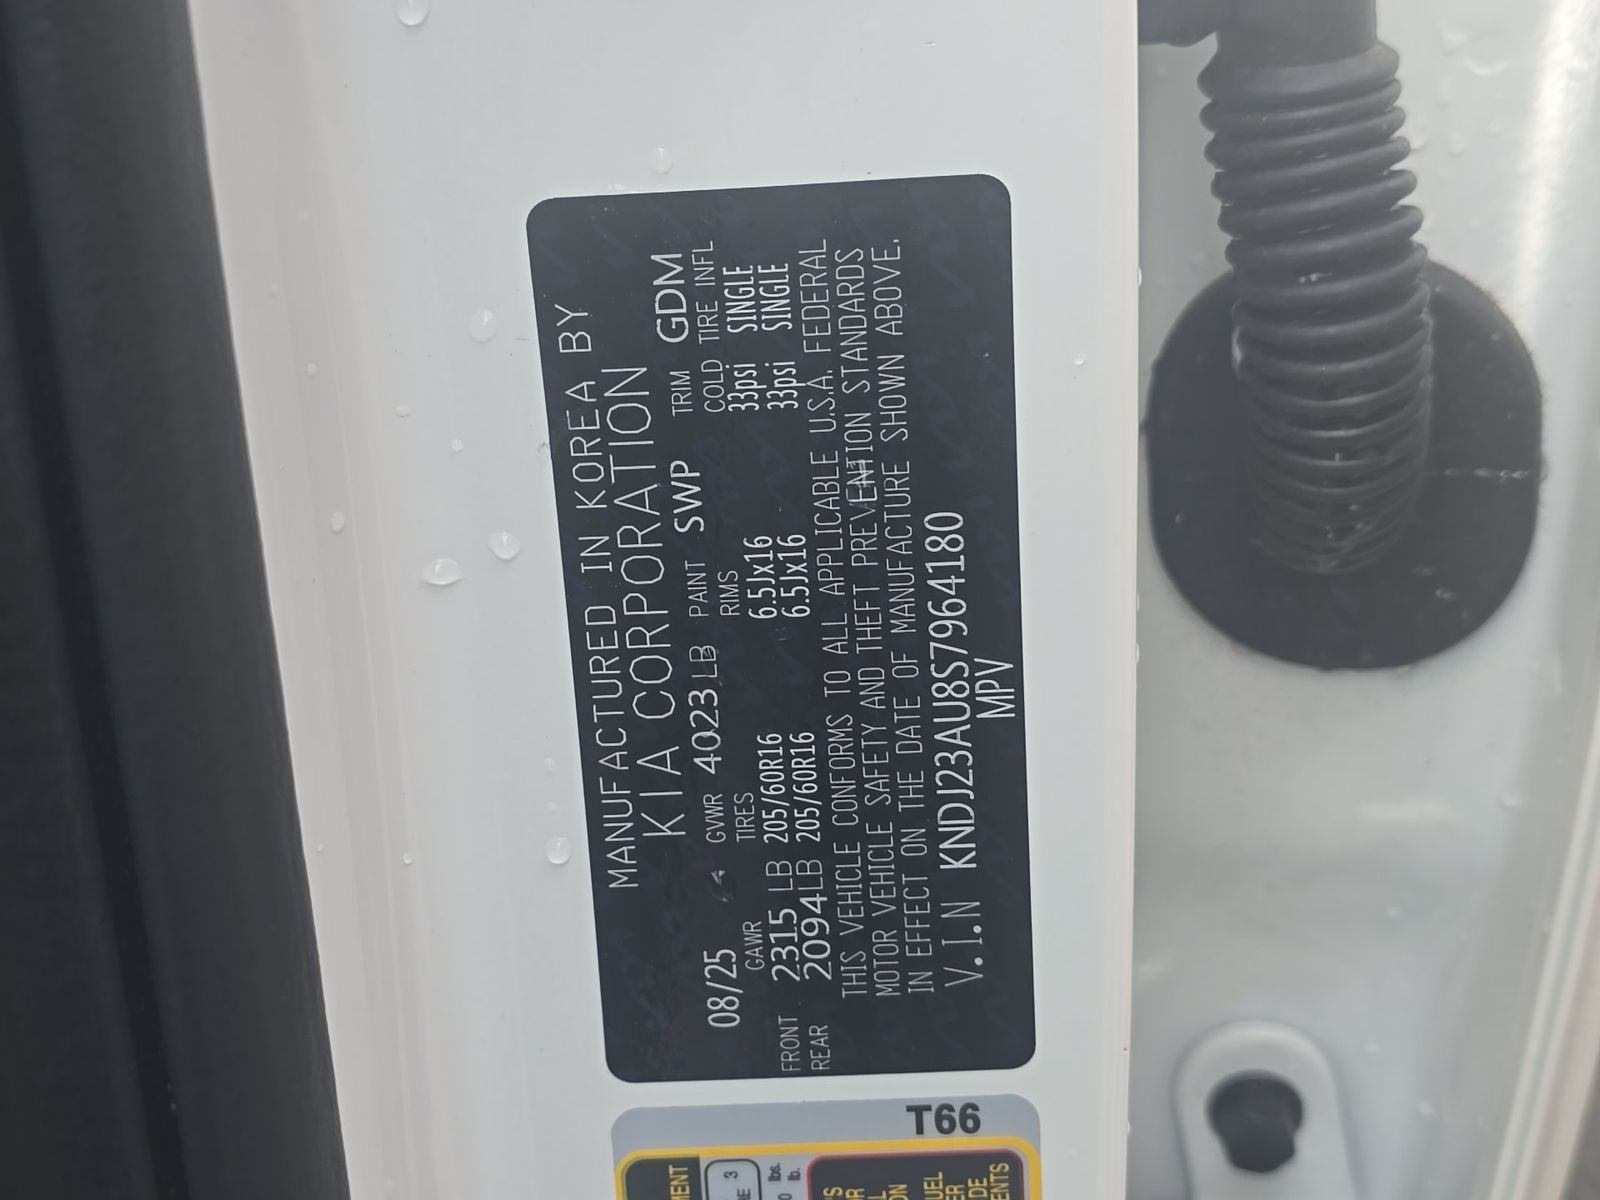 MANUFACTURED IN KOREA BY
KIA CORPORATION
08/25 GVWR 4023 LB PAINT SWP TRIM GDM
GAWR TIRES RIMS COLD TIRE INFL
FRONT 2315 LB 205/60R16 6.5Jx16 33psi SINGLE
REAR 2094LB 205/60R16 6.5Jx16 33psi SINGLE
THIS VEHICLE CONFORMS TO ALL APPLICABLE U.S.A. FEDERAL
MOTOR VEHICLE SAFETY AND THEFT PREVENTION STANDARDS
IN EFFECT ON THE DATE OF MANUFACTURE SHOWN ABOVE.
V.I.N KNDJ23AU8S7964180
MPV
T66
3
lbs.
lb.